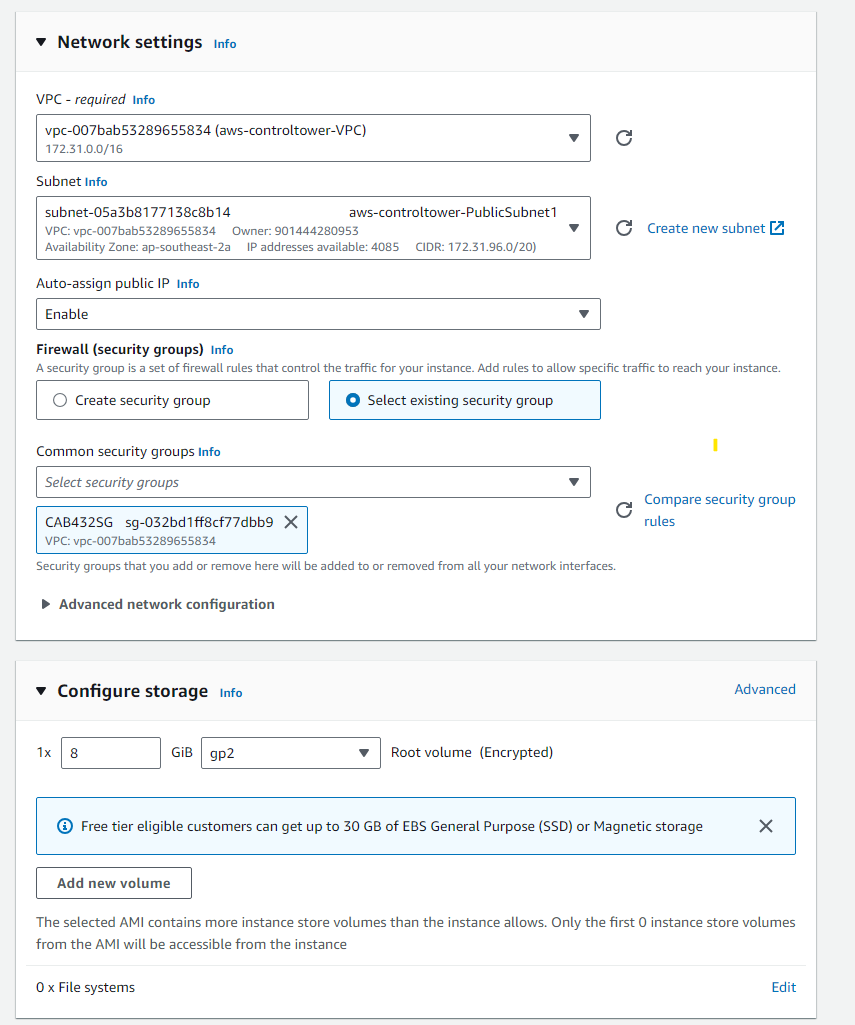 Network settings Info
VPC - required Info
vpc-007bab53289655834 (aws-controltower-VPC)
172.31.0.0/16
Subnet Info
subnet-05a3b8177138c8b14 aws-controltower-PublicSubnet1
VPC: vpc-007bab53289655834 Owner: 901444280953
Availability Zone: ap-southeast-2a IP addresses available: 4085 CIDR: 172.31.96.0/20)
Create new subnet
Auto-assign public IP Info
Enable
Firewall (security groups) Info
A security group is a set of firewall rules that control the traffic for your instance. Add rules to allow specific traffic to reach your instance.
Create security group
Select existing security group
Common security groups Info
Select security groups
CAB432SG sg-032bd1ff8cf77dbb9
VPC: vpc-007bab53289655834
Compare security group
rules
Security groups that you add or remove here will be added to or removed from all your network interfaces.
Advanced network configuration
Configure storage Info
Advanced
1x 8 GiB gp2 Root volume (Encrypted)
Free tier eligible customers can get up to 30 GB of EBS General Purpose (SSD) or Magnetic storage
Add new volume
The selected AMI contains more instance store volumes than the instance allows. Only the first 0 instance store volumes
from the AMI will be accessible from the instance
0 x File systems
Edit